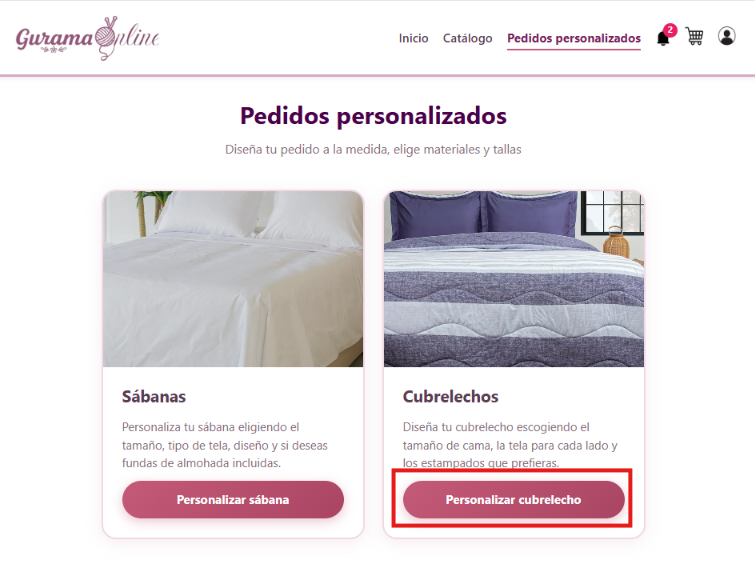 Gurama Online
Inicio
Catálogo
Pedidos personalizados
2
Pedidos personalizados
Diseña tu pedido a la medida, elige materiales y tallas
Sábanas
Personaliza tu sábana eligiendo el
tamaño, tipo de tela, diseño y si deseas
fundas de almohada incluidas.
Personalizar sábana
Cubrelechos
Diseña tu cubrelecho escogiendo el
tamaño de cama, la tela para cada lado y
los estampados que prefieras.
Personalizar cubrelecho